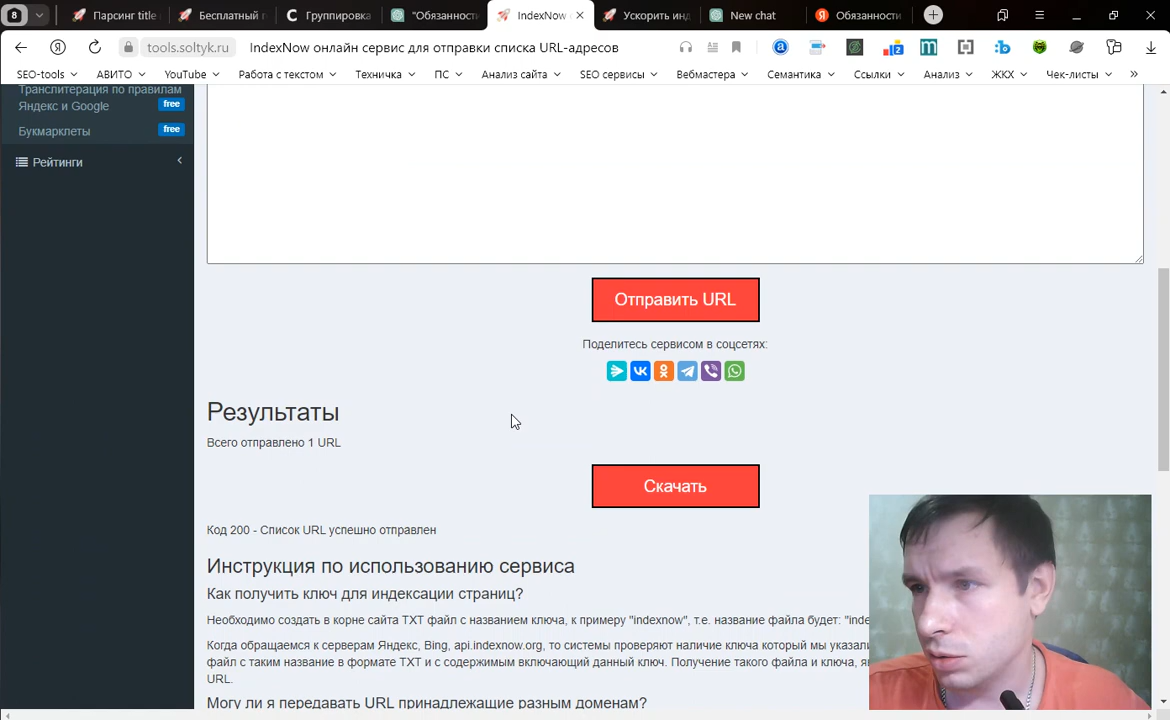 8
Парсинг title
Бесплатный г
Группировка
"Обязанность
IndexNow
Ускорить инд
New chat
Обязанности
tools.soltyk.ru
IndexNow онлайн сервис для отправки списка URL-адресов
SEO-tools
АВИТО
YouTube
Работа с текстом
Техничка
ПС
Анализ сайта
SEO сервисы
Вебмастера
Семантика
Ссылки
Анализ
ЖКХ
Чек-листы
Транслитерация по правилам
Яндекс и Google
free
Букмарклеты
free
Рейтинги
Отправить URL
Поделитесь сервисом в соцсетях:
Результаты
Всего отправлено 1 URL
Скачать
Код 200 - Список URL успешно отправлен
Инструкция по использованию сервиса
Как получить ключ для индексации страниц?
Необходимо создать в корне сайта TXT файл с названием ключа, к примеру "indexnow", т.е. название файла будет: "inde
Когда обращаемся к серверам Яндекс, Bing, api.indexnow.org, то системы проверяют наличие ключа который мы указали
файл с таким название в формате TXT и с содержимым включающий данный ключ. Получение такого файла и ключа, яв
URL.
Могу ли я передавать URL принадлежащие разным доменам?